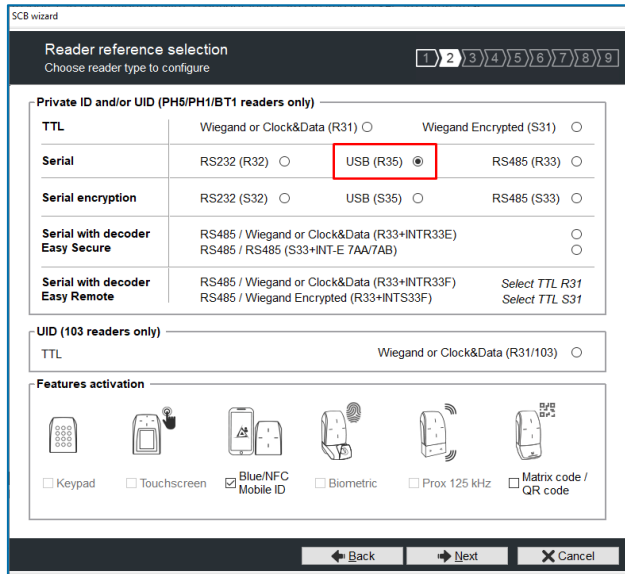 SCB wizard
Reader reference selection
Choose reader type to configure
1 2 3 4 5 6 7 8 9
Private ID and/or UID (PH5/PH1/BT1 readers only)
TTL Wiegand or Clock&Data (R31) Wiegand Encrypted (S31)
Serial RS232 (R32) USB (R35) RS485 (R33)
Serial encryption RS232 (S32) USB (S35) RS485 (S33)
Serial with decoder RS485 / Wiegand or Clock&Data (R33+INTR33E)
Easy Secure RS485 / RS485 (S33+INT-E 7AA/7AB)
Serial with decoder RS485 / Wiegand or Clock&Data (R33+INTR33F) Select TTL R31
Easy Remote RS485 / Wiegand Encrypted (R33+INTS33F) Select TTL S31
UID (103 readers only)
TTL Wiegand or Clock&Data (R31/103)
Features activation
Keypad Touchscreen Blue/NFC Biometric Prox 125 kHz Matrix code /
Mobile ID QR code
Back Next Cancel